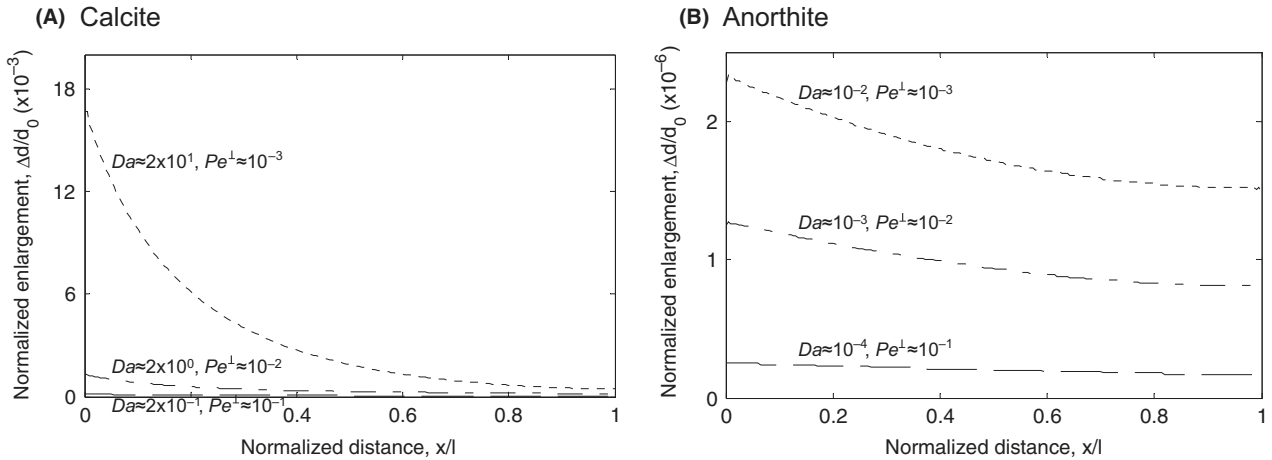 (A) Calcite
Normalized enlargement, Δd/d₀ (x10⁻³)
18
12
6
0
Da≈2x10¹, Pe⊥≈10⁻³
Da≈2x10⁰, Pe⊥≈10⁻²
Da≈2x10⁻¹, Pe⊥≈10⁻¹
0 0.2 0.4 0.6 0.8 1
Normalized distance, x/l
(B) Anorthite
Normalized enlargement, Δd/d₀ (x10⁻⁶)
2
1
0
Da≈10⁻², Pe⊥≈10⁻³
Da≈10⁻³, Pe⊥≈10⁻²
Da≈10⁻⁴, Pe⊥≈10⁻¹
0 0.2 0.4 0.6 0.8 1
Normalized distance, x/l